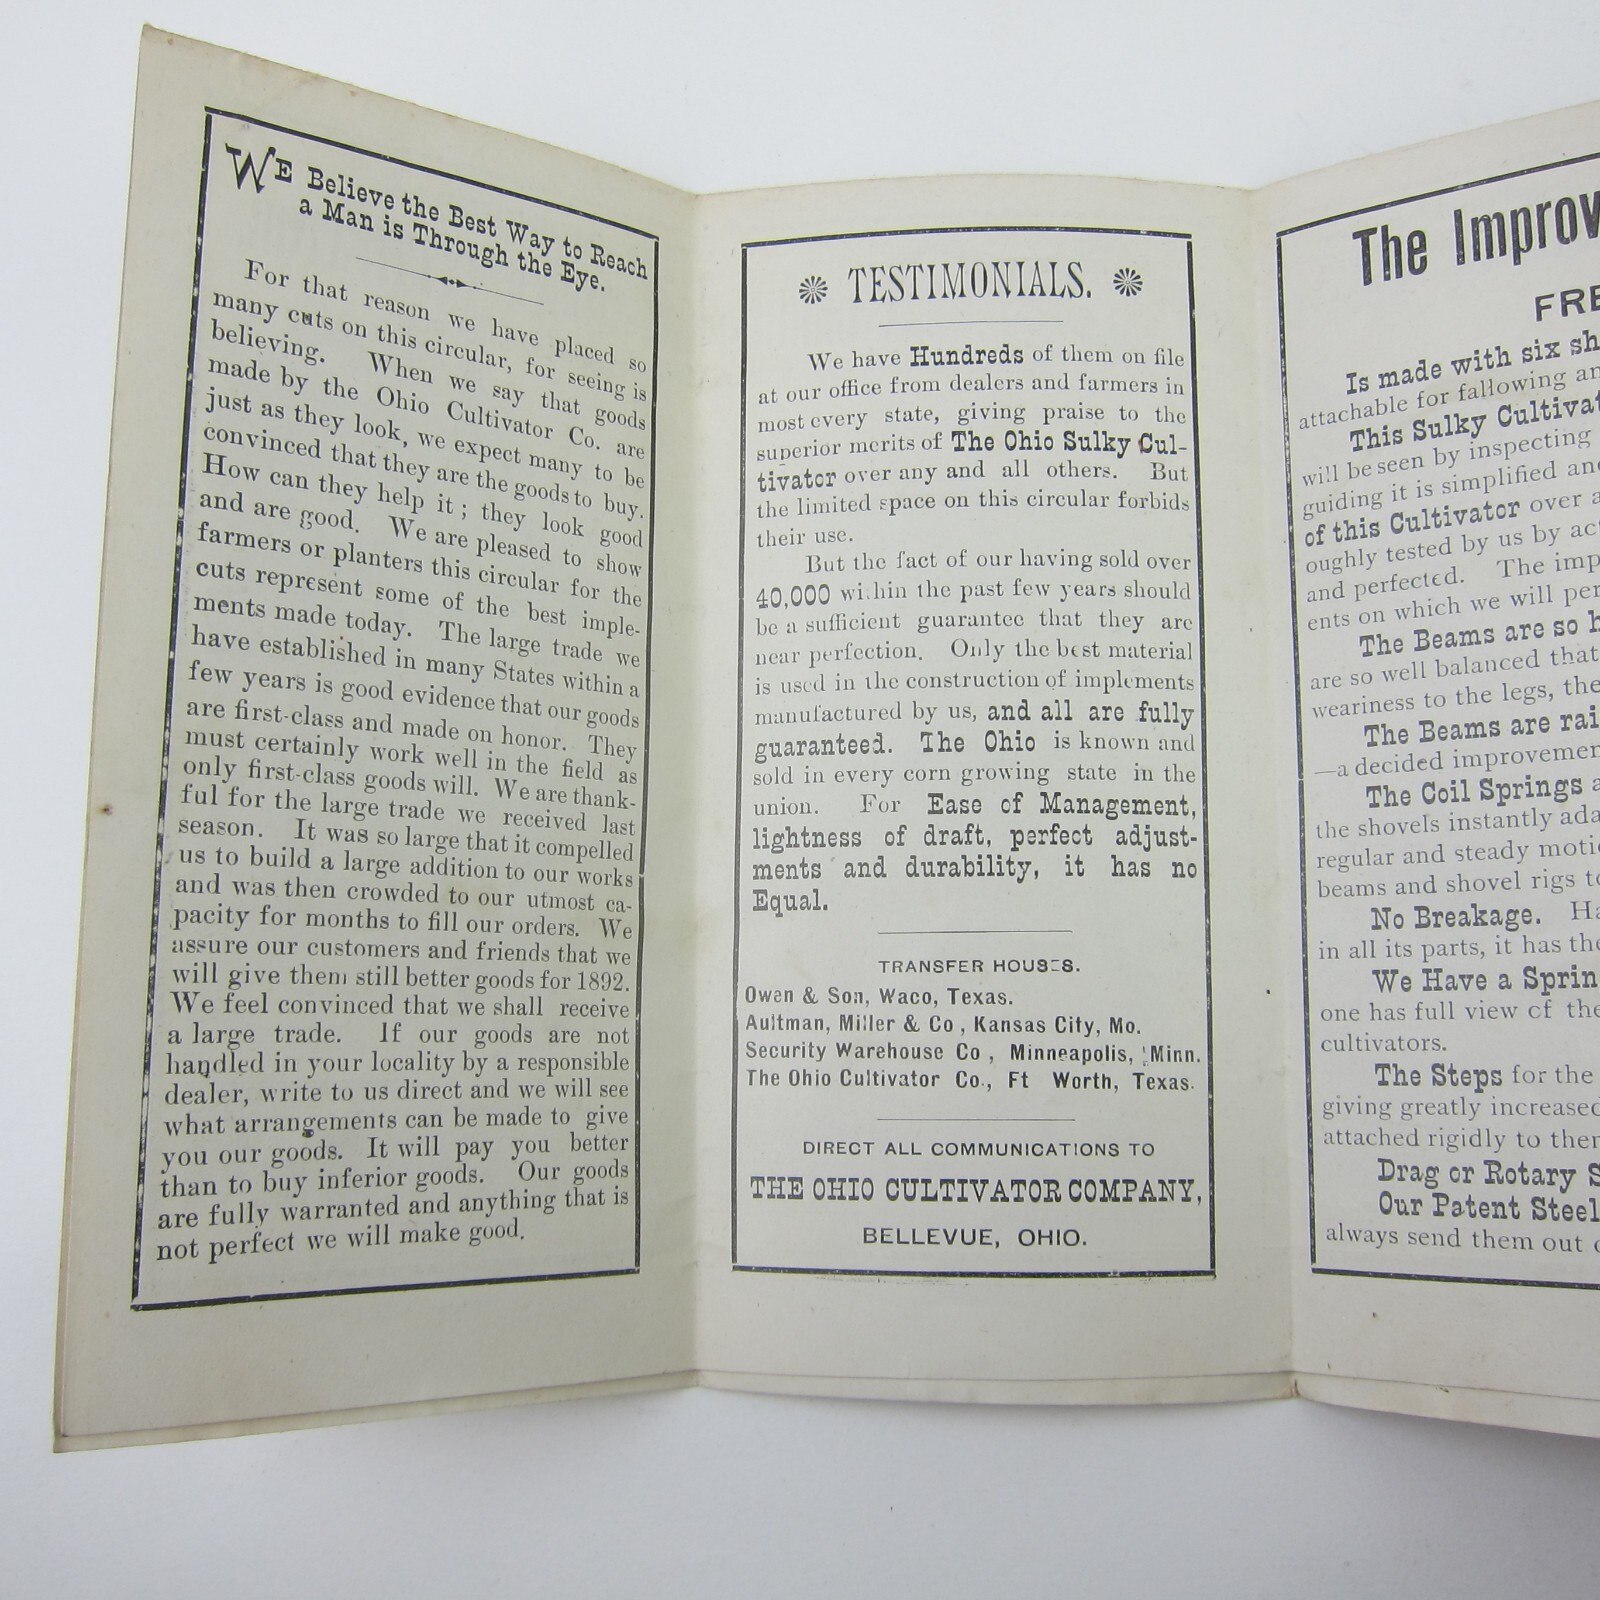 WE Believe the Best Way to Reach
a Man is Through the Eye.
For that reason we have placed so
many cuts on this circular, for seeing is
believing. When we say that goods
made by the Ohio Cultivator Co. are
just as they look, we expect many to be
convinced that they are the goods to buy.
How can they help it; they look good
and are good. We are pleased to show
farmers or planters this circular for the
cuts represent some of the best imple-
ments made today. The large trade we
have established in many States within a
few years is good evidence that our goods
are first-class and made on honor. They
must certainly work well in the field as
only first-class goods will. We are thank-
ful for the large trade we received last
season. It was so large that it compelled
us to build a large addition to our works
and was then crowded to our utmost ca-
pacity for months to fill our orders. We
assure our customers and friends that we
will give them still better goods for 1892.
We feel convinced that we shall receive
a large trade. If our goods are not
handled in your locality by a responsible
dealer, write to us direct and we will see
what arrangements can be made to give
you our goods. It will pay you better
than to buy inferior goods. Our goods
are fully warranted and anything that is
not perfect we will make good.
TESTIMONIALS.
We have Hundreds of them on file
at our office from dealers and farmers in
most every state, giving praise to the
superior merits of The Ohio Sulky Cul-
tivator over any and all others. But
the limited space on this circular forbids
their use.
But the fact of our having sold over
40,000 within the past few years should
be a sufficient guarantee that they are
near perfection. Only the best material
is used in the construction of implements
manufactured by us, and all are fully
guaranteed. The Ohio is known and
sold in every corn growing state in the
union. For Ease of Management,
lightness of draft, perfect adjust-
ments and durability, it has no
Equal.
TRANSFER HOUSES.
Owen & Son, Waco, Texas.
Aultman, Miller & Co, Kansas City, Mo.
Security Warehouse Co, Minneapolis, Minn.
The Ohio Cultivator Co., Ft Worth, Texas.
DIRECT ALL COMMUNICATIONS TO
THE OHIO CULTIVATOR COMPANY,
BELLEVUE, OHIO.
The Improv
FRE
Is made with six sh
attachable for fallowing an
This Sulky Cultivat
will be seen by inspecting
guiding it is simplified and
of this Cultivator over a
oughly tested by us by act
and perfected. The imp
ents on which we will per
The Beams are so h
are so well balanced that
weariness to the legs, the
The Beams are rai
—a decided improvemen
The Coil Springs a
the shovels instantly ada
regular and steady motio
beams and shovel rigs to
No Breakage. Ha
in all its parts, it has the
We Have a Sprin
one has full view of the
cultivators.
The Steps for the
giving greatly increased
attached rigidly to then
Drag or Rotary S
Our Patent Steel
always send them out